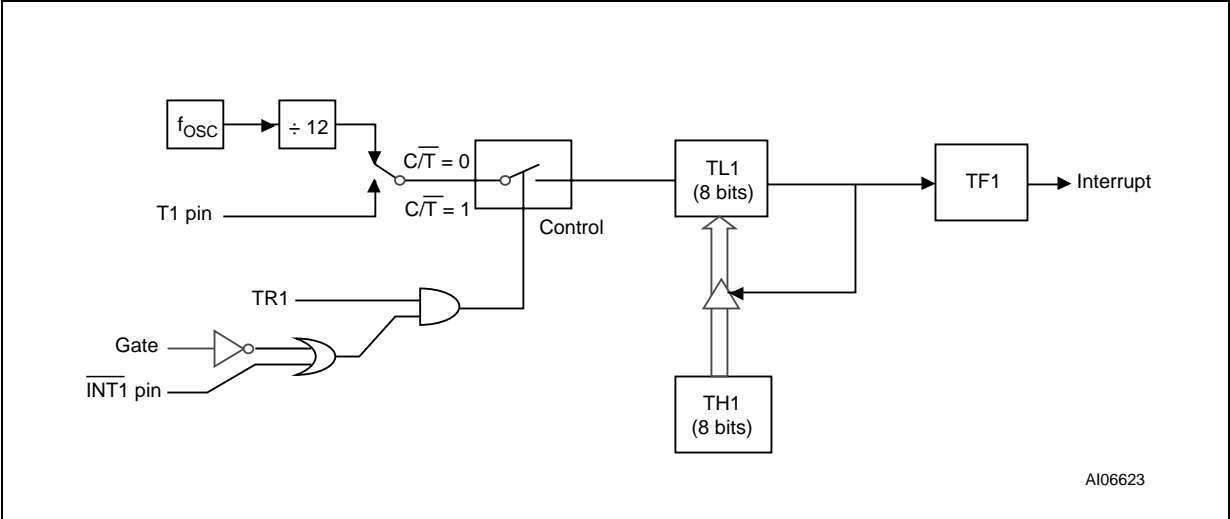 fOSC
÷ 12
C/T̅ = 0
C/T̅ = 1
T1 pin
Control
TL1
(8 bits)
TF1
Interrupt
TR1
Gate
I̅N̅T̅1̅ pin
TH1
(8 bits)
AI06623